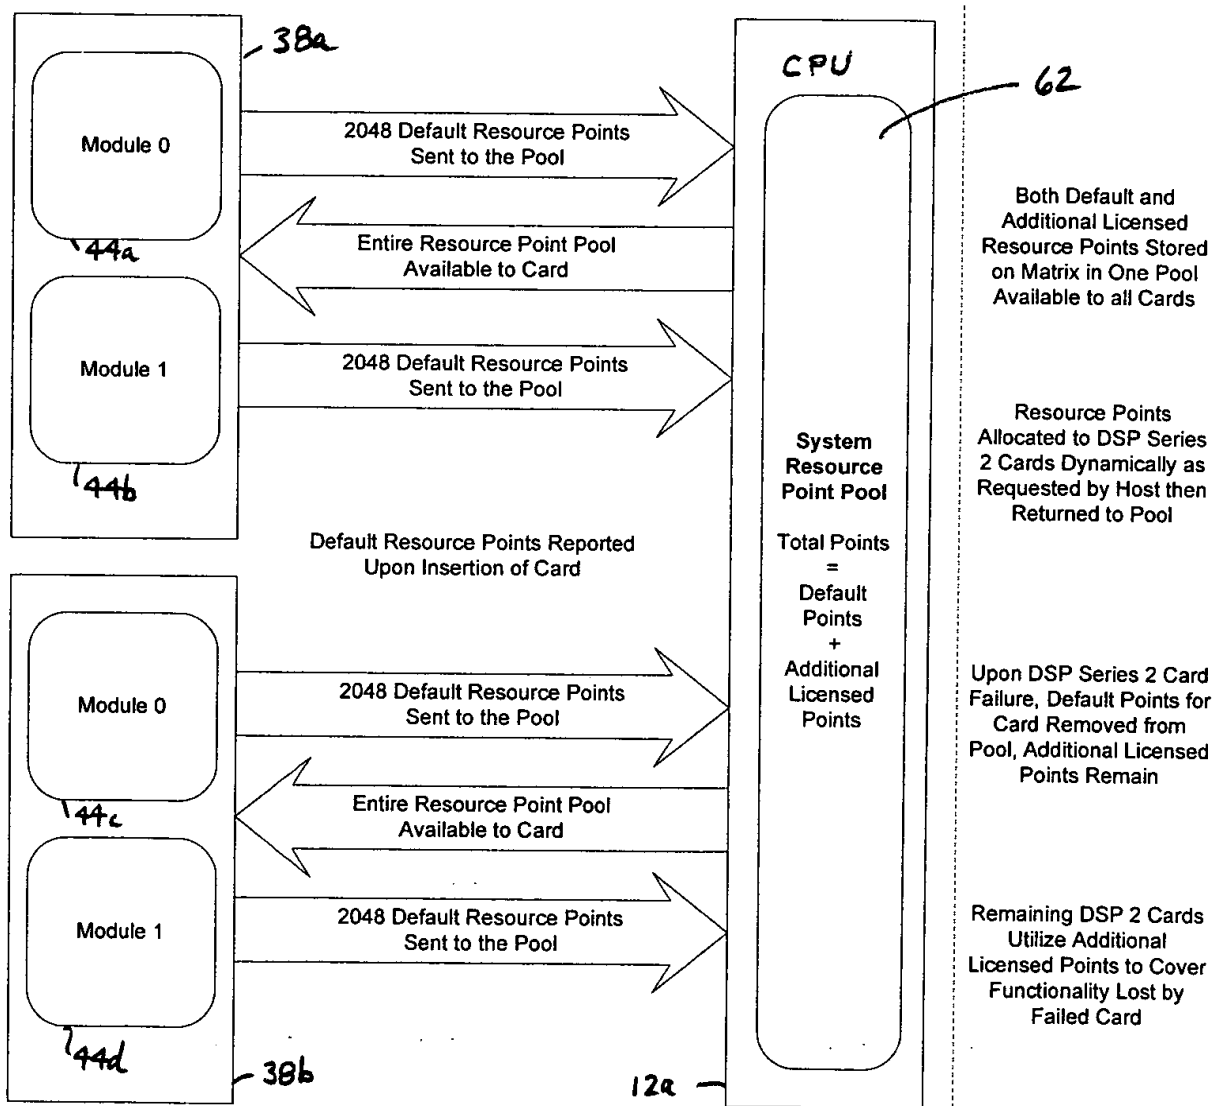 38a
Module 0
44a
Module 1
44b
2048 Default Resource Points
Sent to the Pool
Entire Resource Point Pool
Available to Card
2048 Default Resource Points
Sent to the Pool
Default Resource Points Reported
Upon Insertion of Card
Module 0
44c
Module 1
44d
38b
2048 Default Resource Points
Sent to the Pool
Entire Resource Point Pool
Available to Card
2048 Default Resource Points
Sent to the Pool
CPU
62
System
Resource
Point Pool
Total Points
=
Default
Points
+
Additional
Licensed
Points
12a
Both Default and
Additional Licensed
Resource Points Stored
on Matrix in One Pool
Available to all Cards
Resource Points
Allocated to DSP Series
2 Cards Dynamically as
Requested by Host then
Returned to Pool
Upon DSP Series 2 Card
Failure, Default Points for
Card Removed from
Pool, Additional Licensed
Points Remain
Remaining DSP 2 Cards
Utilize Additional
Licensed Points to Cover
Functionality Lost by
Failed Card